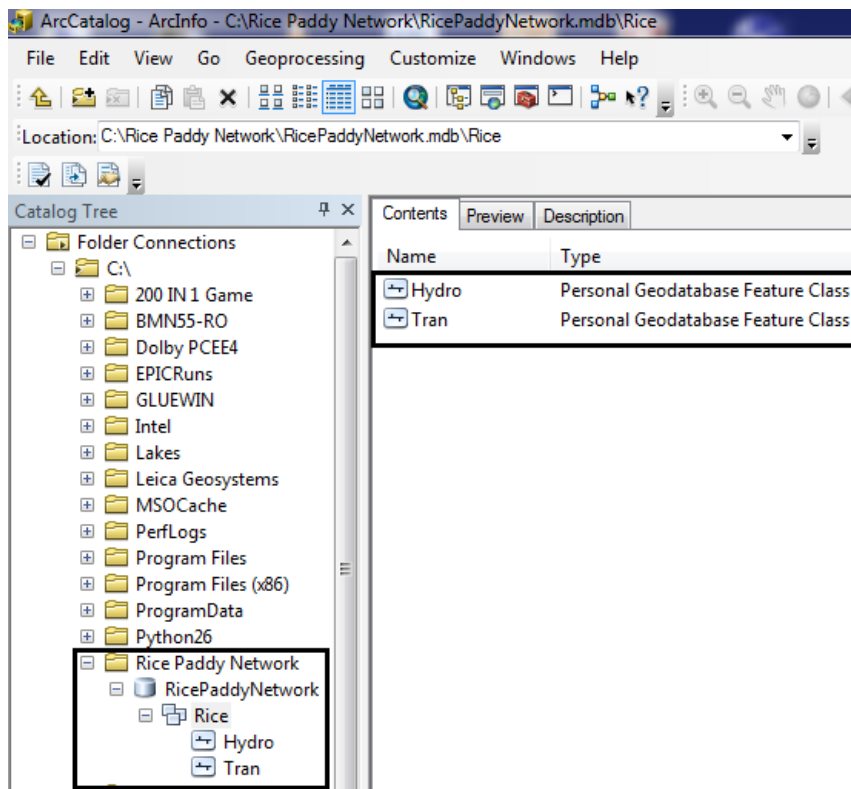 ArcCatalog - ArcInfo - C:\Rice Paddy Network\RicePaddyNetwork.mdb\Rice
File Edit View Go Geoprocessing Customize Windows Help
Location: C:\Rice Paddy Network\RicePaddyNetwork.mdb\Rice
Catalog Tree
Folder Connections
C:\
200 IN 1 Game
BMN55-RO
Dolby PCEE4
EPICRuns
GLUEWIN
Intel
Lakes
Leica Geosystems
MSOCache
PerfLogs
Program Files
Program Files (x86)
ProgramData
Python26
Rice Paddy Network
RicePaddyNetwork
Rice
Hydro
Tran
Contents Preview Description
Name Type
Hydro Personal Geodatabase Feature Class
Tran Personal Geodatabase Feature Class